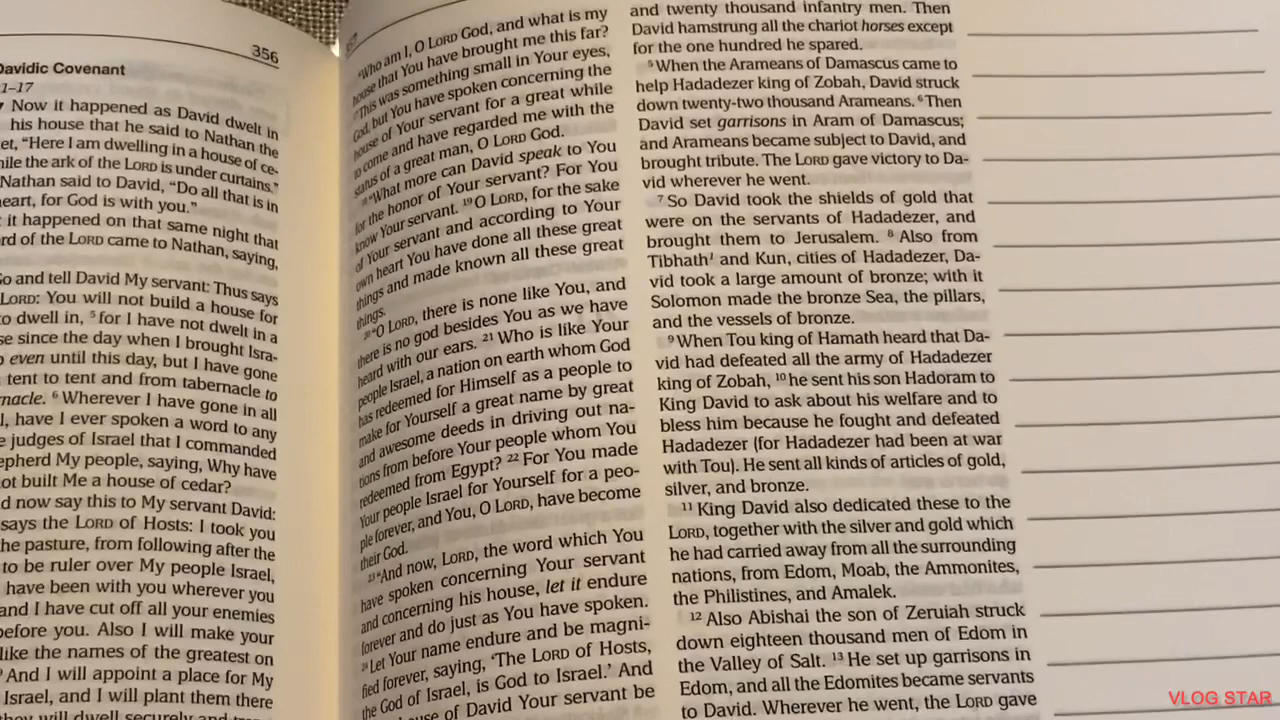 356
Davidic Covenant
1–17
Now it happened as David dwelt in
his house that he said to Nathan the
et, “Here I am dwelling in a house of ce-
hile the ark of the LORD is under curtains.”
Nathan said to David, “Do all that is in
heart, for God is with you.”
it happened on that same night that
rd of the LORD came to Nathan, saying,
Go and tell David My servant: Thus says
LORD: You will not build a house for
to dwell in, 5 for I have not dwelt in a
se since the day when I brought Isra-
even until this day, but I have gone
tent to tent and from tabernacle to
rnacle. 6 Wherever I have gone in all
l, have I ever spoken a word to any
e judges of Israel that I commanded
epherd My people, saying, Why have
ot built Me a house of cedar?
d now say this to My servant David:
says the LORD of Hosts: I took you
the pasture, from following after the
to be ruler over My people Israel,
have been with you wherever you
and I have cut off all your enemies
before you. Also I will make your
like the names of the greatest on
And I will appoint a place for My
Israel, and I will plant them there
they will dwell securely and
“Who am I, O LORD God, and what is my
house that You have brought me this far?
This was something small in Your eyes,
God, but You have spoken concerning the
house of Your servant for a great while
to come and have regarded me with the
status of a great man, O LORD God.
18 “What more can David speak to You
for the honor of Your servant? For You
know Your servant. 19 O LORD, for the sake
of Your servant and according to Your
own heart You have done all these great
things and made known all these great
things.
20 “O LORD, there is none like You, and
there is no god besides You as we have
heard with our ears. 21 Who is like Your
people Israel, a nation on earth whom God
has redeemed for Himself as a people to
make for Yourself a great name by great
and awesome deeds in driving out na-
tions from before Your people whom You
redeemed from Egypt? 22 For You made
Your people Israel for Yourself for a peo-
ple forever, and You, O LORD, have become
their God.
23 “And now, LORD, the word which You
have spoken concerning Your servant
and concerning his house, let it endure
forever and do just as You have spoken.
24 Let Your name endure and be magni-
fied forever, saying, ‘The LORD of Hosts,
the God of Israel, is God to Israel.’ And
house of David Your servant be
and twenty thousand infantry men. Then
David hamstrung all the chariot horses except
for the one hundred he spared.
5 When the Arameans of Damascus came to
help Hadadezer king of Zobah, David struck
down twenty-two thousand Arameans. 6 Then
David set garrisons in Aram of Damascus;
and Arameans became subject to David, and
brought tribute. The LORD gave victory to Da-
vid wherever he went.
7 So David took the shields of gold that
were on the servants of Hadadezer, and
brought them to Jerusalem. 8 Also from
Tibhath1 and Kun, cities of Hadadezer, Da-
vid took a large amount of bronze; with it
Solomon made the bronze Sea, the pillars,
and the vessels of bronze.
9 When Tou king of Hamath heard that Da-
vid had defeated all the army of Hadadezer
king of Zobah, 10 he sent his son Hadoram to
King David to ask about his welfare and to
bless him because he fought and defeated
Hadadezer (for Hadadezer had been at war
with Tou). He sent all kinds of articles of gold,
silver, and bronze.
11 King David also dedicated these to the
LORD, together with the silver and gold which
he had carried away from all the surrounding
nations, from Edom, Moab, the Ammonites,
the Philistines, and Amalek.
12 Also Abishai the son of Zeruiah struck
down eighteen thousand men of Edom in
the Valley of Salt. 13 He set up garrisons in
Edom, and all the Edomites became servants
to David. Wherever he went, the LORD gave
VLOG STAR